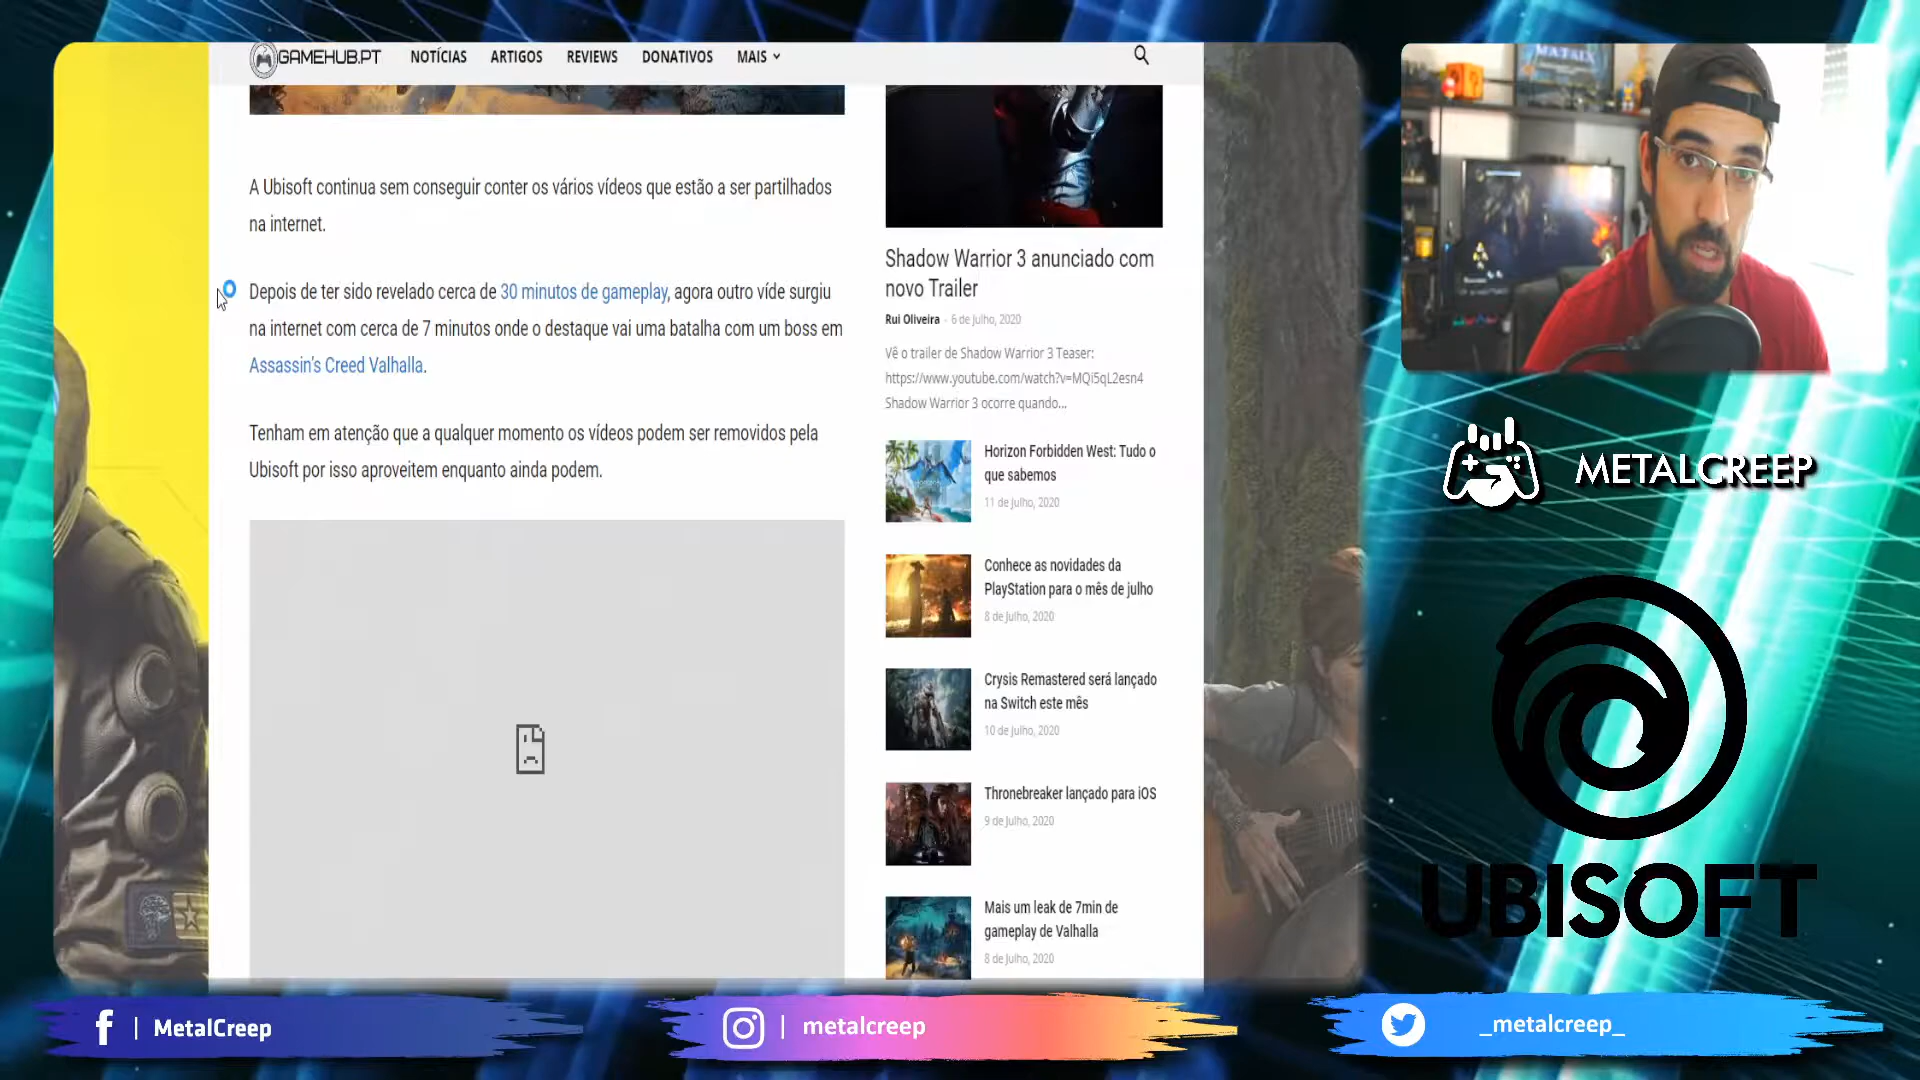 GAMEHUB.PT
NOTÍCIAS
ARTIGOS
REVIEWS
DONATIVOS
MAIS
A Ubisoft continua sem conseguir conter os vários vídeos que estão a ser partilhados
na internet.
Depois de ter sido revelado cerca de 30 minutos de gameplay, agora outro víde surgiu
na internet com cerca de 7 minutos onde o destaque vai uma batalha com um boss em
Assassin's Creed Valhalla.
Tenham em atenção que a qualquer momento os vídeos podem ser removidos pela
Ubisoft por isso aproveitem enquanto ainda podem.
Shadow Warrior 3 anunciado com
novo Trailer
Rui Oliveira - 6 de Julho, 2020
Vê o trailer de Shadow Warrior 3 Teaser:
https://www.youtube.com/watch?v=MQi5qL2esn4
Shadow Warrior 3 ocorre quando...
Horizon Forbidden West: Tudo o
que sabemos
11 de Julho, 2020
Conhece as novidades da
PlayStation para o mês de julho
8 de Julho, 2020
Crysis Remastered será lançado
na Switch este mês
10 de Julho, 2020
Thronebreaker lançado para iOS
9 de Julho, 2020
Mais um leak de 7min de
gameplay de Valhalla
8 de Julho, 2020
METALCREEP
UBISOFT
f | MetalCreep
| metalcreep
_metalcreep_